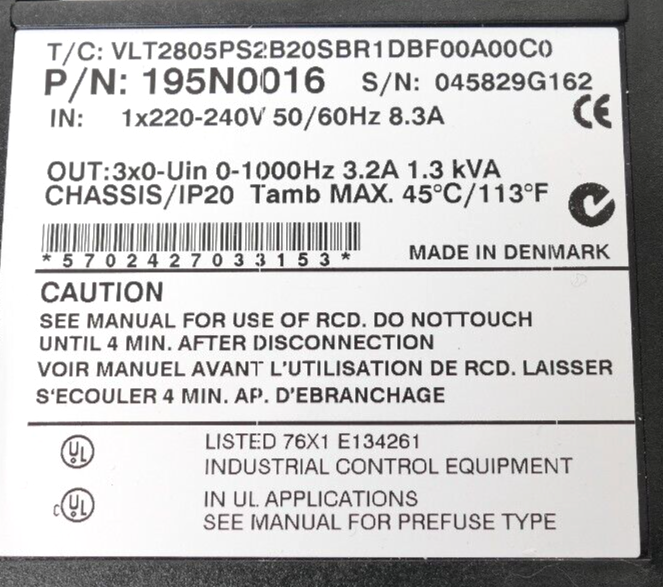 T/C: VLT2805PS2B20SBR1DBF00A00C0
P/N: 195N0016 S/N: 045829G162
IN: 1x220-240V 50/60Hz 8.3A
CE
OUT:3x0-Uin 0-1000Hz 3.2A 1.3 kVA
CHASSIS/IP20 Tamb MAX. 45°C/113°F
*5702427033153*
MADE IN DENMARK
CAUTION
SEE MANUAL FOR USE OF RCD. DO NOTTOUCH
UNTIL 4 MIN. AFTER DISCONNECTION
VOIR MANUEL AVANT L'UTILISATION DE RCD. LAISSER
S'ECOULER 4 MIN. AP. D'EBRANCHAGE
UL LISTED 76X1 E134261
INDUSTRIAL CONTROL EQUIPMENT
c UL IN UL APPLICATIONS
SEE MANUAL FOR PREFUSE TYPE